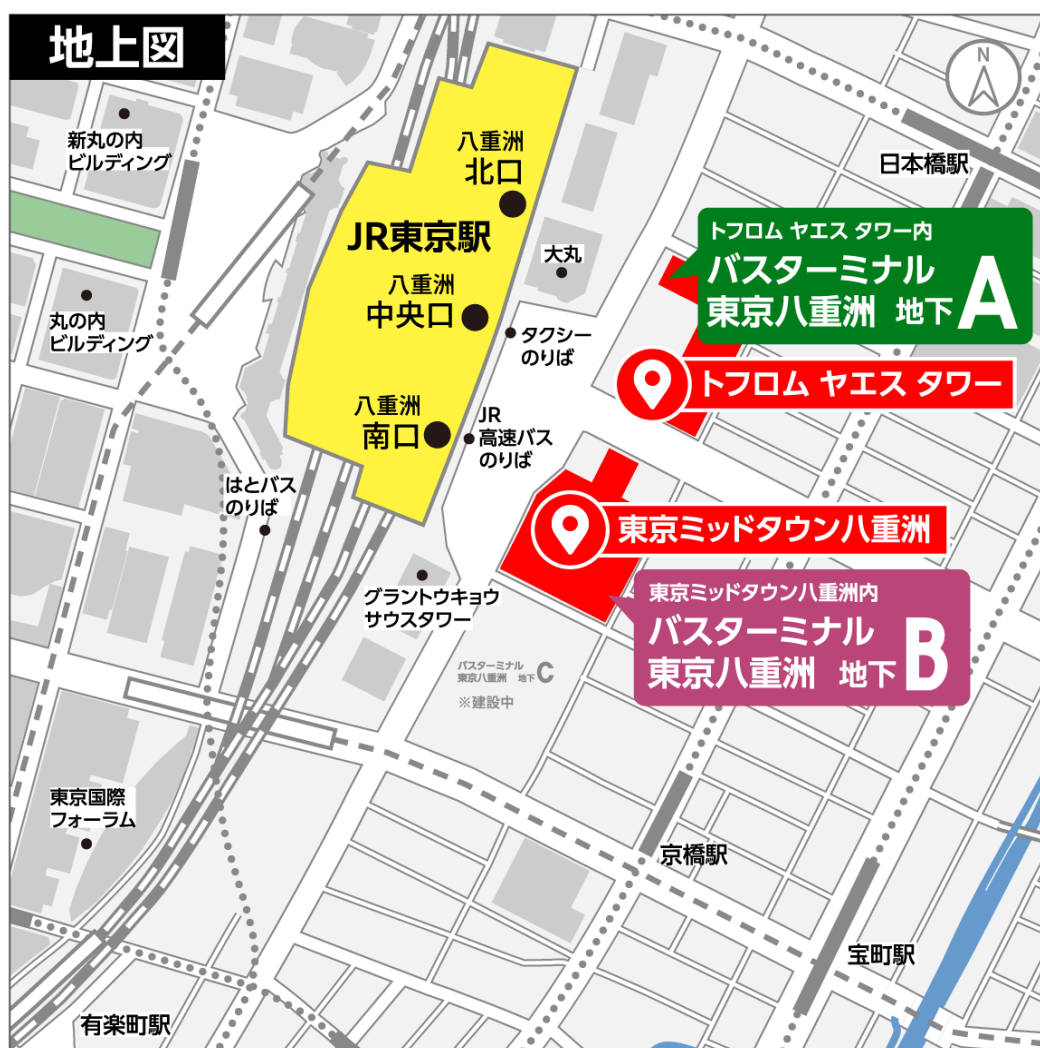 地上図
N
新丸の内
ビルディング
八重洲
北口
日本橋駅
JR東京駅
大丸
トフロム ヤエス タワー内
バスターミナル
東京八重洲 地下 A
八重洲
中央口
丸の内
ビルディング
タクシー
のりば
トフロム ヤエス タワー
八重洲
南口
JR
高速バス
のりば
はとバス
のりば
東京ミッドタウン八重洲
グラントウキョウ
サウスタワー
東京ミッドタウン八重洲内
バスターミナル
東京八重洲 地下 B
バスターミナル
東京八重洲 地下 C
※建設中
東京国際
フォーラム
京橋駅
宝町駅
有楽町駅